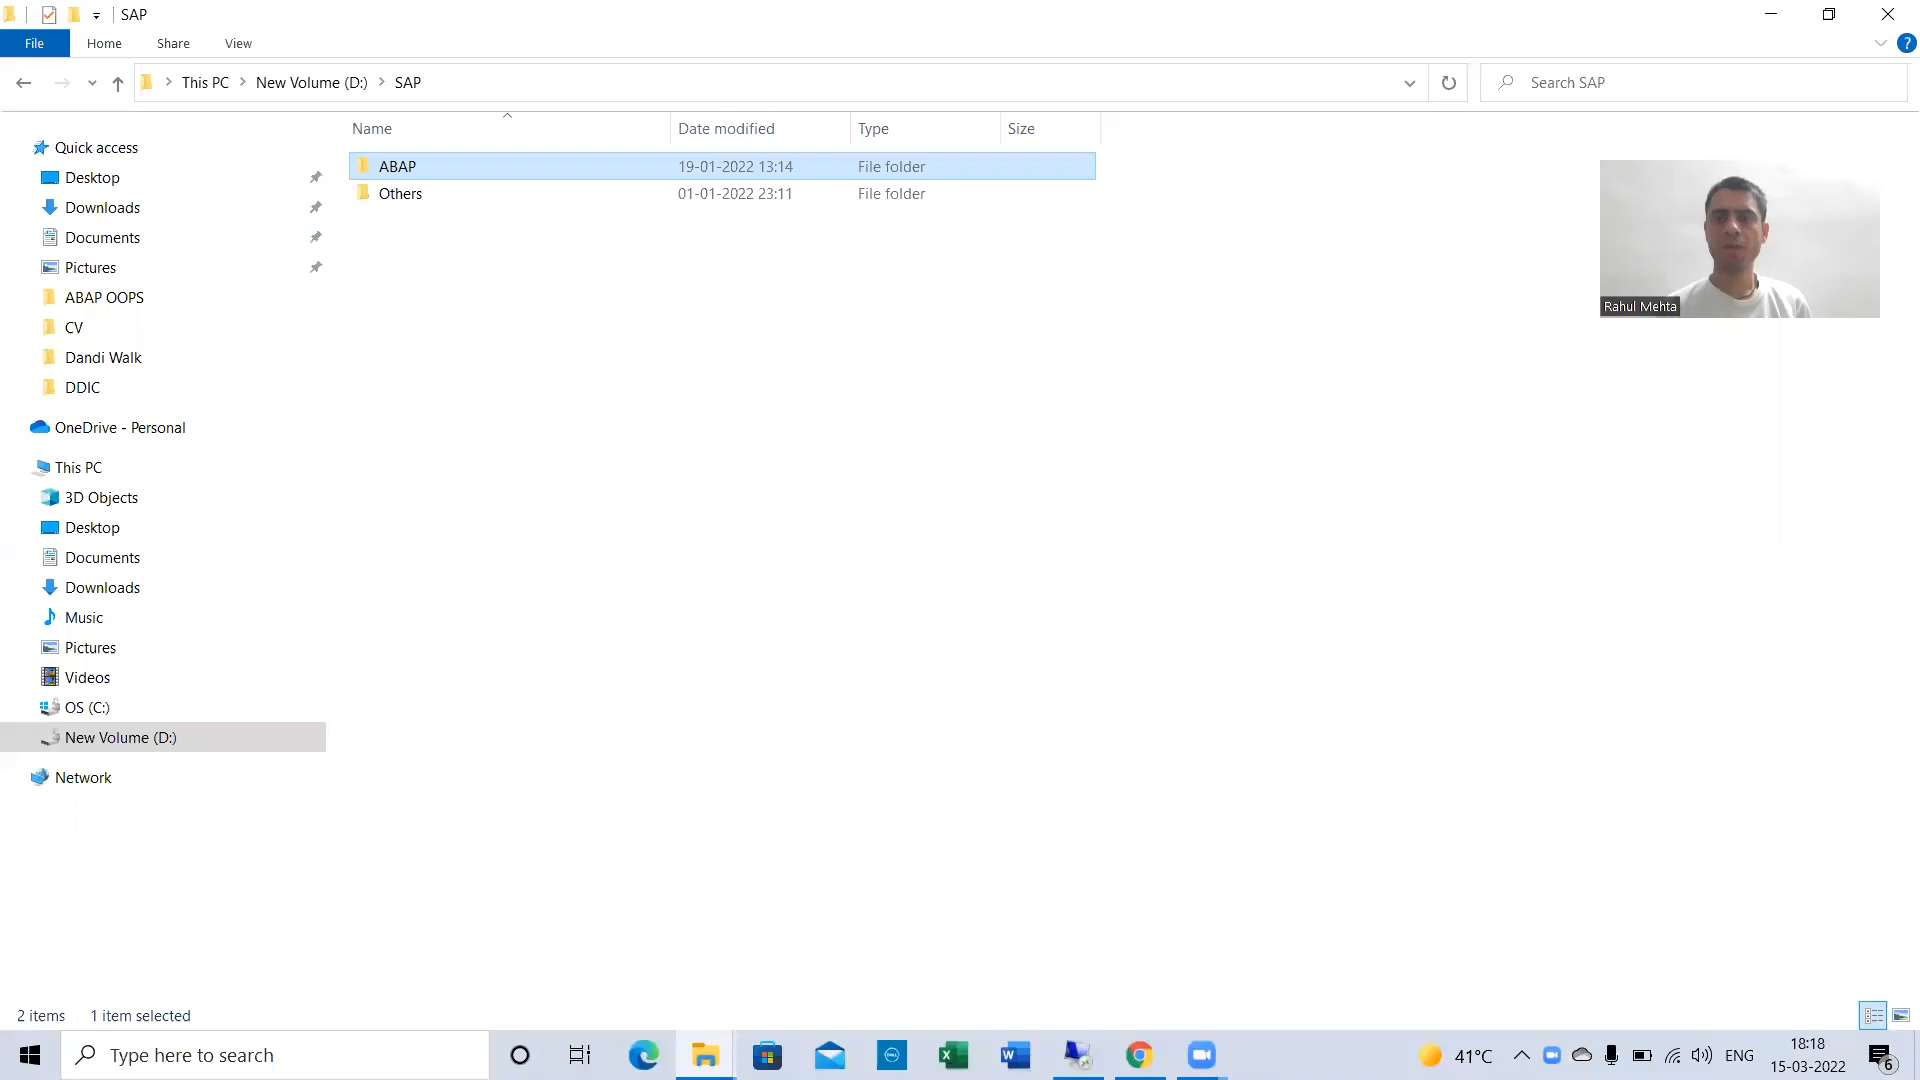 SAP
File Home Share View
This PC New Volume (D:) SAP
Search SAP
Name Date modified Type Size
ABAP 19-01-2022 13:14 File folder
Others 01-01-2022 23:11 File folder
Quick access
Desktop
Downloads
Documents
Pictures
ABAP OOPS
CV
Dandi Walk
DDIC
OneDrive - Personal
This PC
3D Objects
Desktop
Documents
Downloads
Music
Pictures
Videos
OS (C:)
New Volume (D:)
Network
Rahul Mehta
2 items 1 item selected
Type here to search
41°C
ENG
18:18
15-03-2022
6